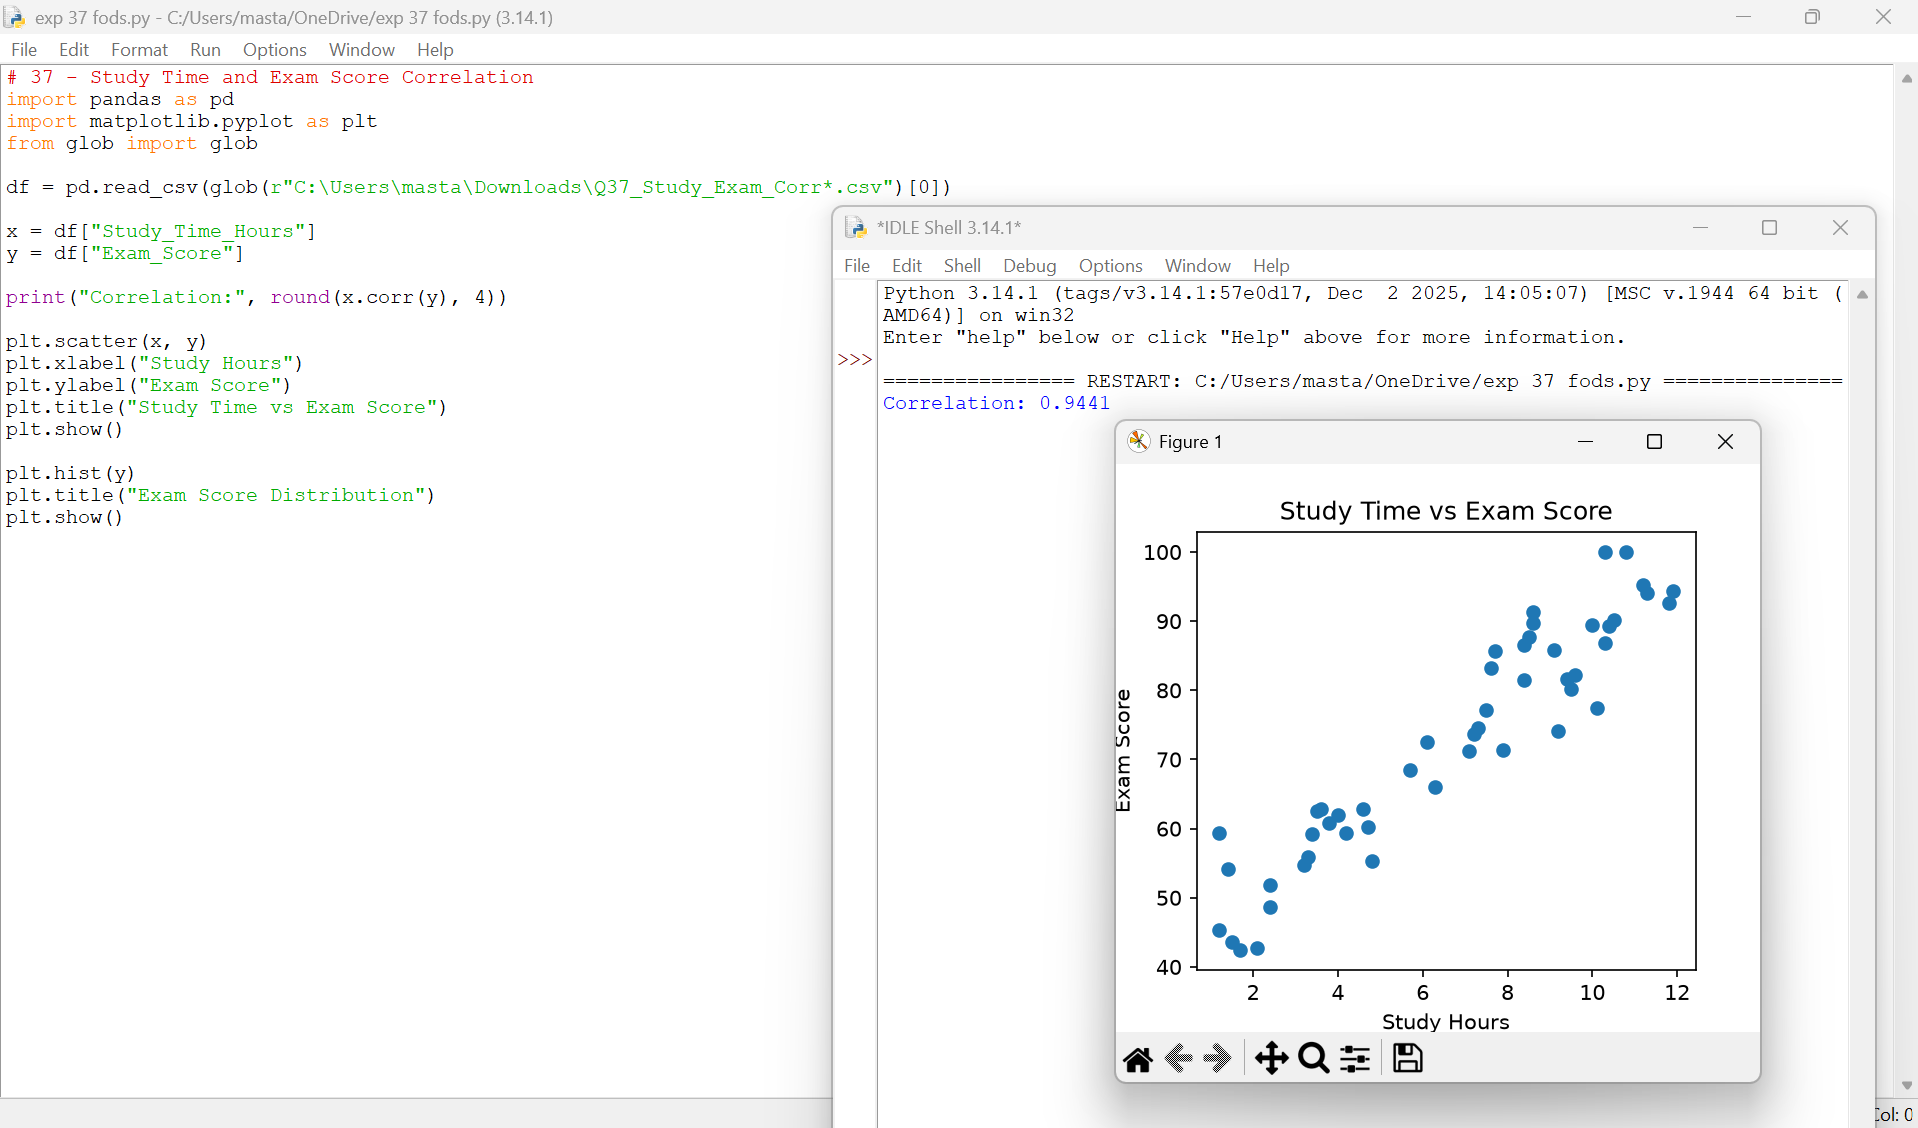 exp 37 fods.py - C:/Users/masta/OneDrive/exp 37 fods.py (3.14.1)
File Edit Format Run Options Window Help
# 37 - Study Time and Exam Score Correlation
import pandas as pd
import matplotlib.pyplot as plt
from glob import glob
df = pd.read_csv(glob(r"C:\Users\masta\Downloads\Q37_Study_Exam_Corr*.csv")[0])
x = df["Study_Time_Hours"]
y = df["Exam_Score"]
print("Correlation:", round(x.corr(y), 4))
plt.scatter(x, y)
plt.xlabel("Study Hours")
plt.ylabel("Exam Score")
plt.title("Study Time vs Exam Score")
plt.show()
plt.hist(y)
plt.title("Exam Score Distribution")
plt.show()
*IDLE Shell 3.14.1*
File Edit Shell Debug Options Window Help
Python 3.14.1 (tags/v3.14.1:57e0d17, Dec  2 2025, 14:05:07) [MSC v.1944 64 bit (
AMD64)] on win32
Enter "help" below or click "Help" above for more information.
>>>
================ RESTART: C:/Users/masta/OneDrive/exp 37 fods.py ===============
Correlation: 0.9441
Figure 1
Study Time vs Exam Score
100
90
80
70
60
50
40
Exam Score
2 4 6 8 10 12
Study Hours
Col: 0